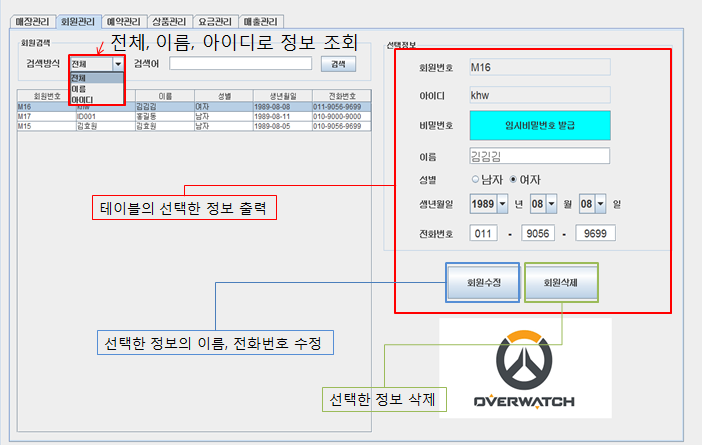 매장관리 회원관리 예약관리 상품관리 요금관리 매출관리
회원검색
전체, 이름, 아이디로 정보 조회
검색방식 전체 검색어 검색
전체
이름
아이디
회원번호 이름 성별 생년월일 전화번호
M16 khw 김김김 여자 1989-08-08 011-9056-9699
M17 ID001 홍길동 남자 1989-08-11 010-9000-9000
M15 김효원 김효원 남자 1989-08-05 010-9056-9699
테이블의 선택한 정보 출력
선택정보
회원번호 M16
아이디 khw
비밀번호 임시비밀번호 발급
이름 김김김
성별 남자 여자
생년월일 1989 년 08 월 08 일
전화번호 011 - 9056 - 9699
회원수정 회원삭제
선택한 정보의 이름, 전화번호 수정
선택한 정보 삭제
OVERWATCH